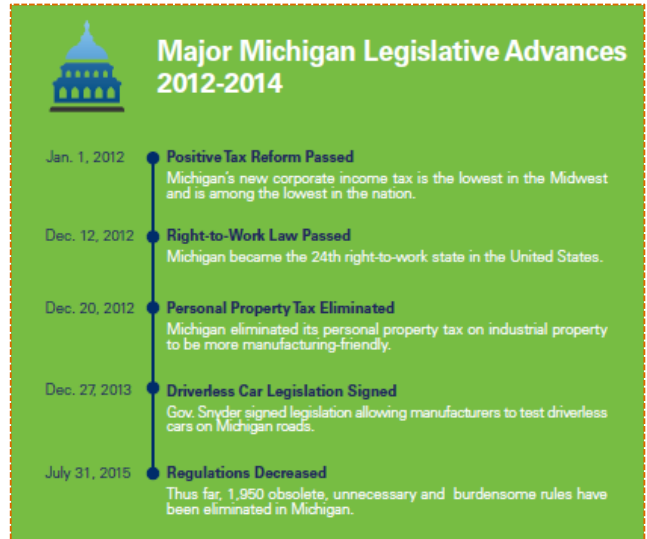 Major Michigan Legislative Advances
2012-2014
Jan. 1, 2012 Positive Tax Reform Passed
Michigan's new corporate income tax is the lowest in the Midwest
and is among the lowest in the nation.
Dec. 12, 2012 Right-to-Work Law Passed
Michigan became the 24th right-to-work state in the United States.
Dec. 20, 2012 Personal Property Tax Eliminated
Michigan eliminated its personal property tax on industrial property
to be more manufacturing-friendly.
Dec. 27, 2013 Driverless Car Legislation Signed
Gov. Snyder signed legislation allowing manufacturers to test driverless
cars on Michigan roads.
July 31, 2015 Regulations Decreased
Thus far, 1,950 obsolete, unnecessary and burdensome rules have
been eliminated in Michigan.